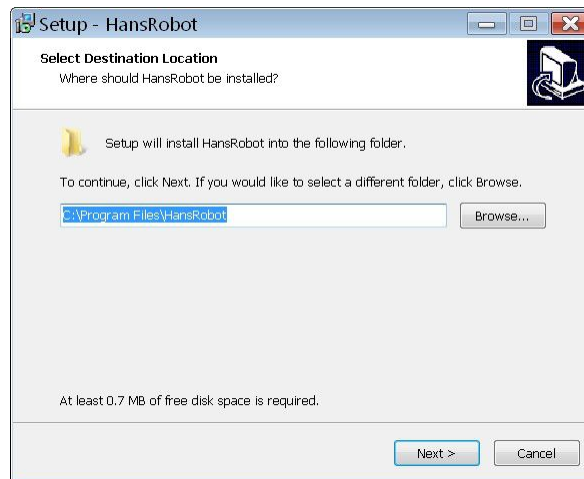 Setup - HansRobot
Select Destination Location
Where should HansRobot be installed?
Setup will install HansRobot into the following folder.
To continue, click Next. If you would like to select a different folder, click Browse.
C:\Program Files\HansRobot
Browse...
At least 0.7 MB of free disk space is required.
Next >
Cancel